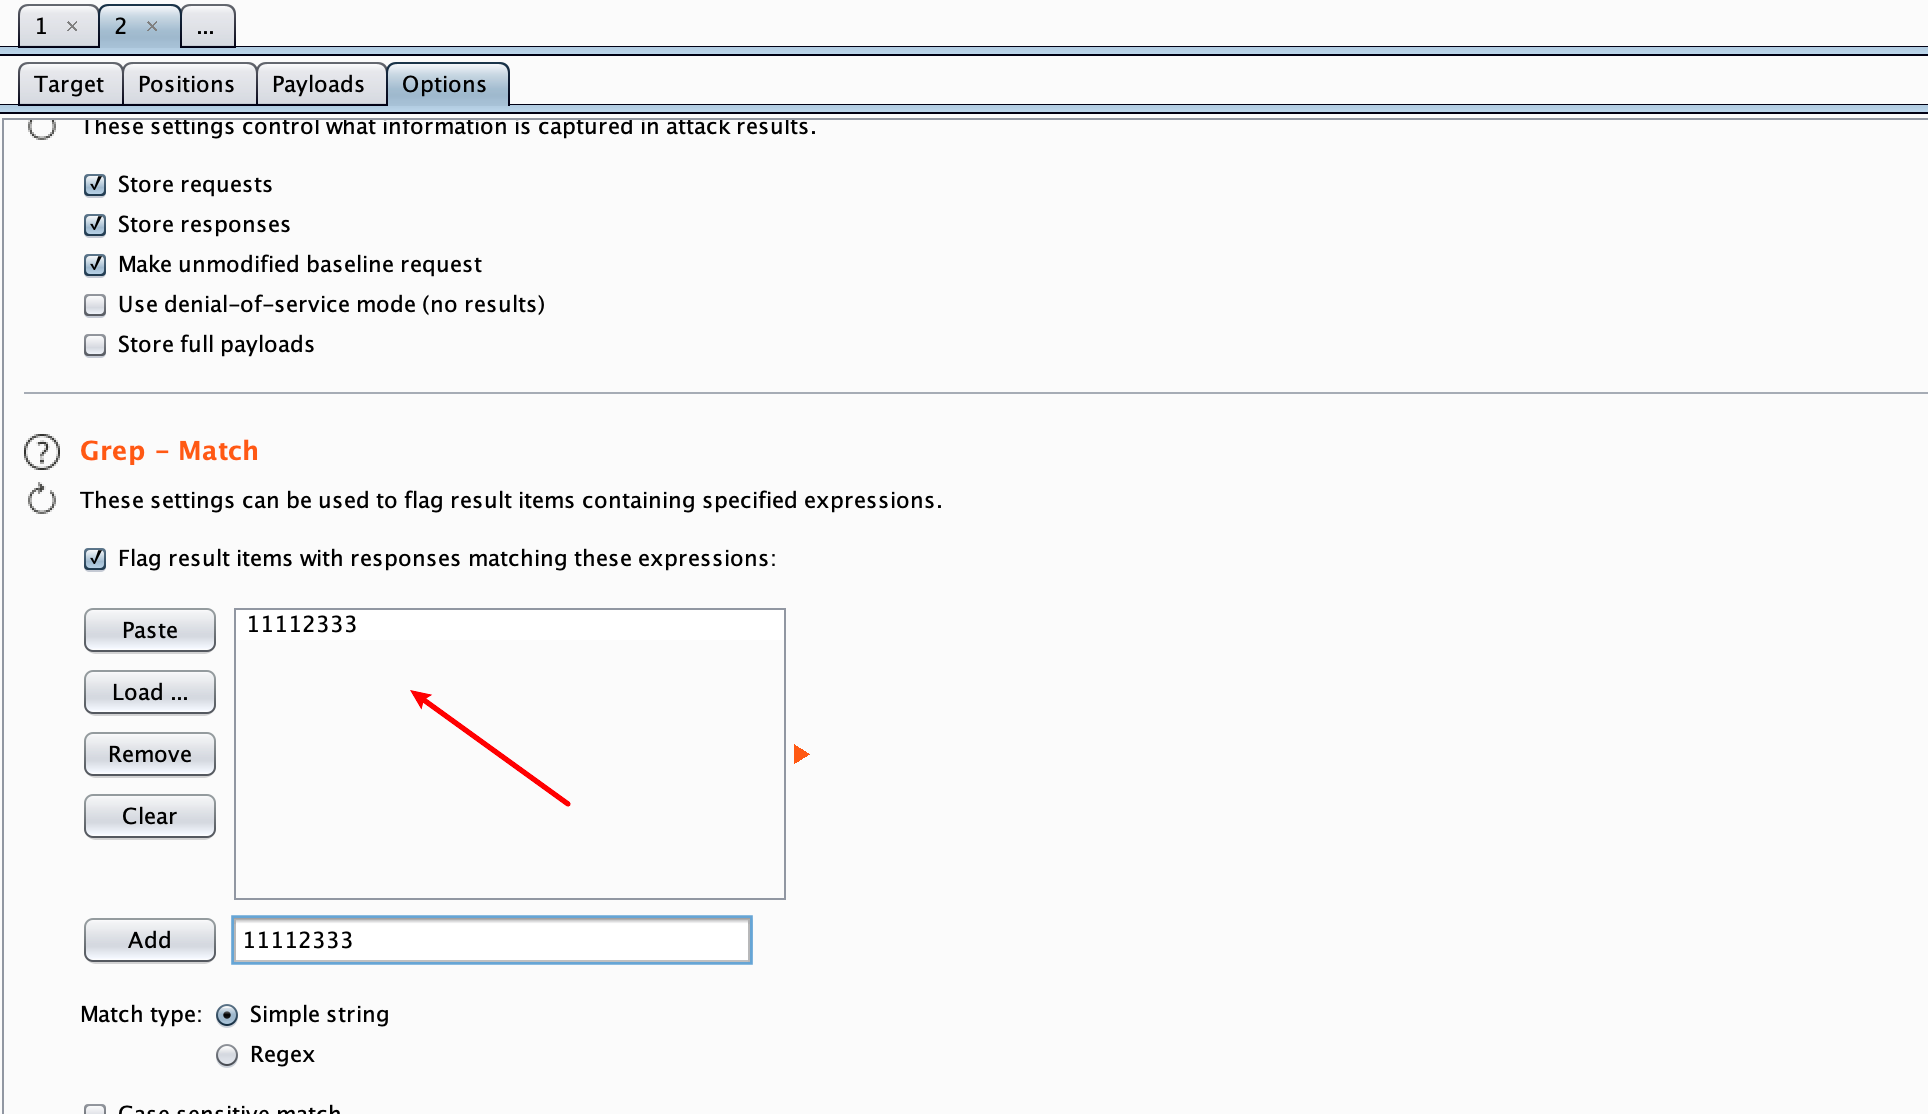 1 × 2 × ...
Target Positions Payloads Options
These settings control what information is captured in attack results.
Store requests
Store responses
Make unmodified baseline request
Use denial-of-service mode (no results)
Store full payloads
? Grep - Match
These settings can be used to flag result items containing specified expressions.
Flag result items with responses matching these expressions:
Paste
11112333
Load ...
Remove
Clear
Add 11112333
Match type: Simple string
Regex
Case sensitive match